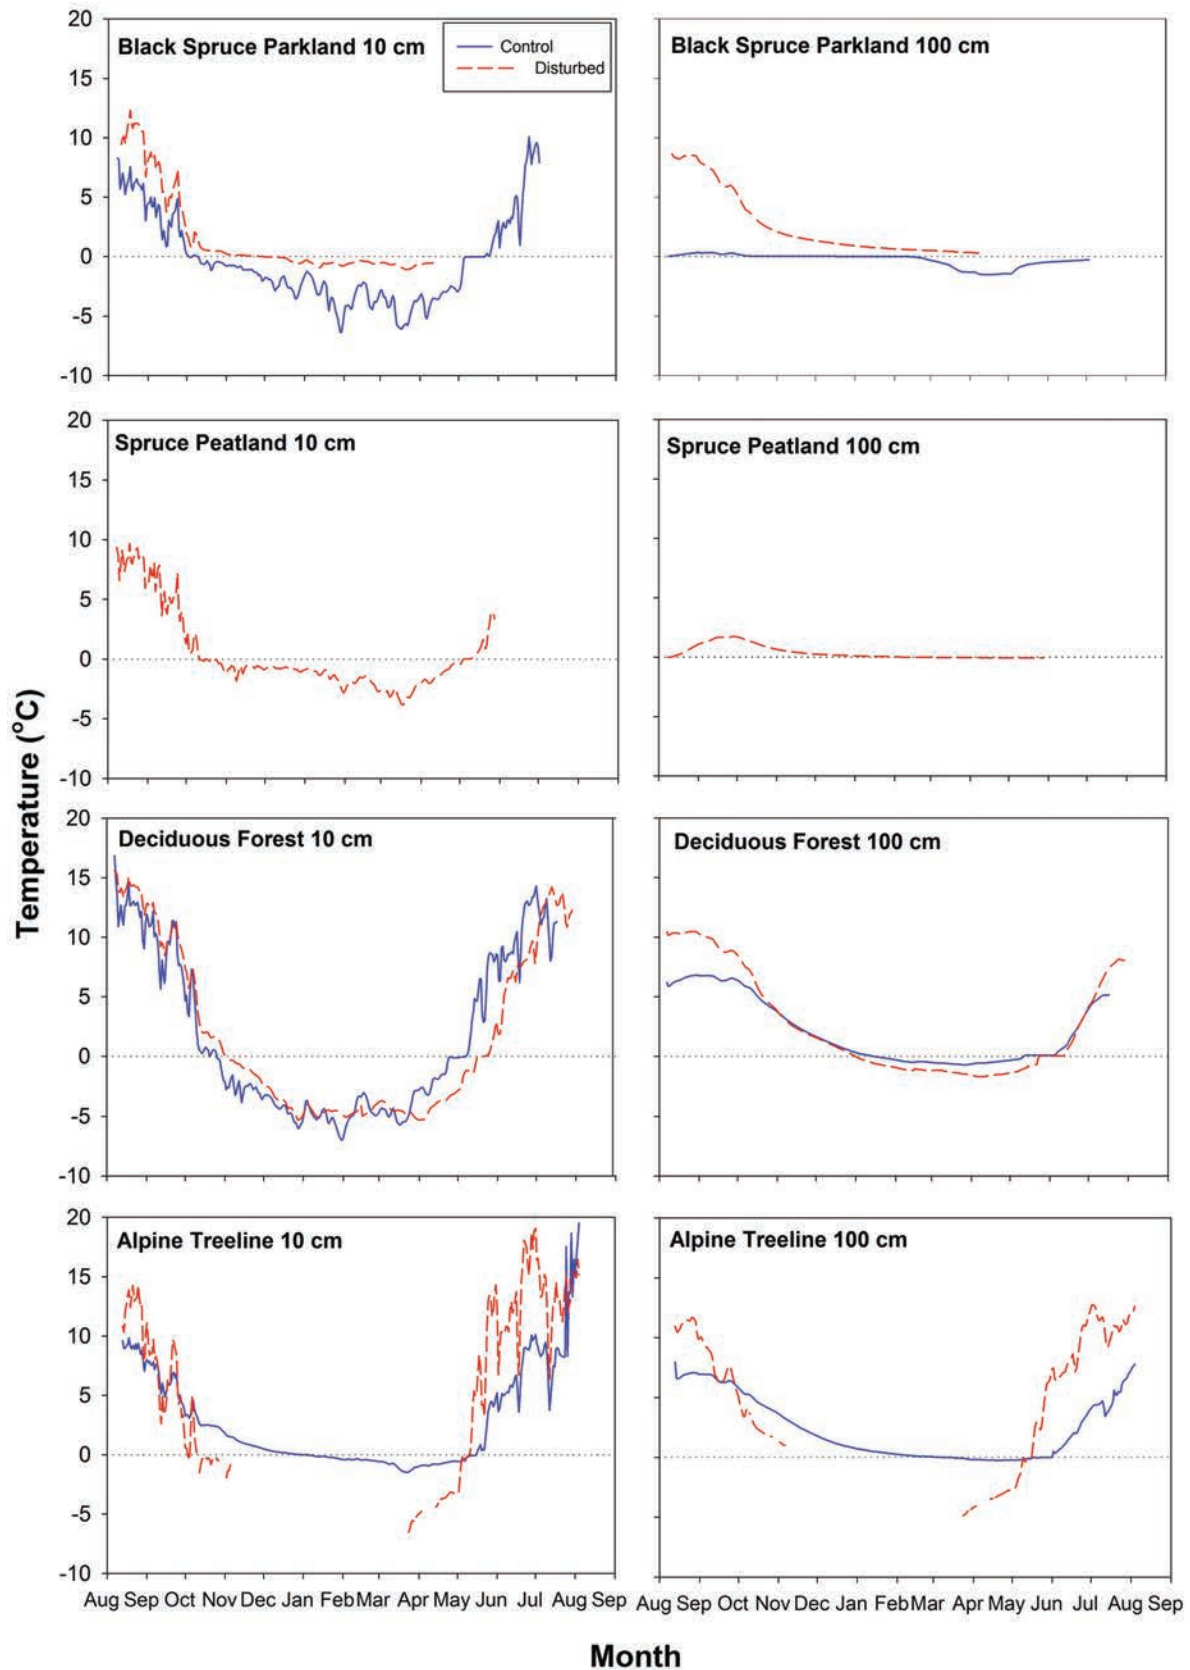 Black Spruce Parkland 10 cm
Control
Disturbed
20
15
10
5
0
-5
-10
Black Spruce Parkland 100 cm
Spruce Peatland 10 cm
20
15
10
5
0
-5
-10
Spruce Peatland 100 cm
Temperature (°C)
Deciduous Forest 10 cm
20
15
10
5
0
-5
-10
Deciduous Forest 100 cm
Alpine Treeline 10 cm
20
15
10
5
0
-5
-10
Alpine Treeline 100 cm
Aug Sep Oct Nov Dec Jan Feb Mar Apr May Jun Jul Aug Sep
Aug Sep Oct Nov Dec Jan Feb Mar Apr May Jun Jul Aug Sep
Month